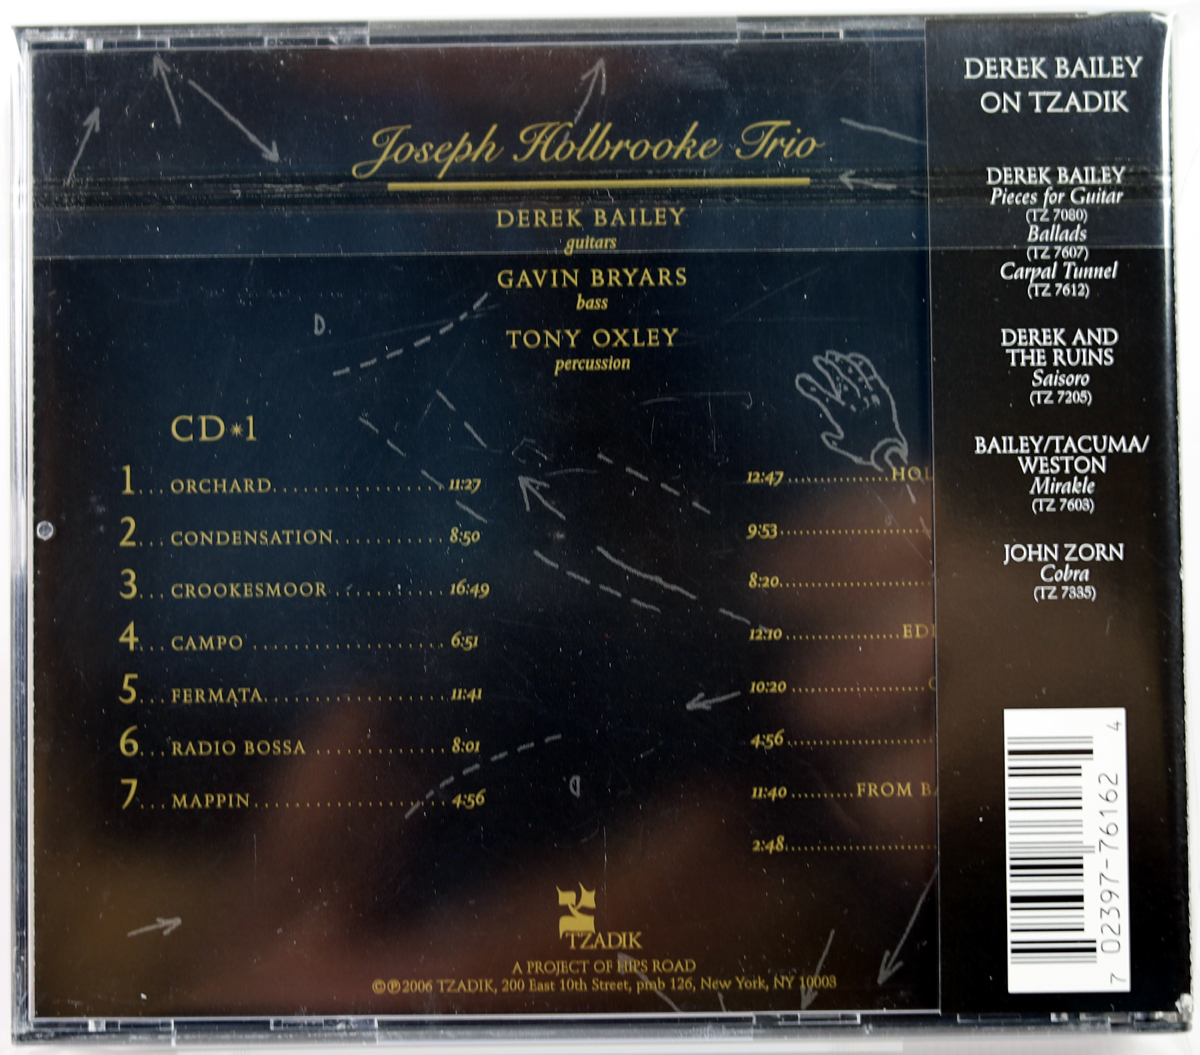 Joseph Holbrooke Trio
DEREK BAILEY
guitars
GAVIN BRYARS
bass
TONY OXLEY
percussion
D.
CD*1
1... ORCHARD..................... 11:27
2... CONDENSATION........... 8:50
3... CROOKESMOOR ........... 16:49
4... CAMPO ....................... 6:51
5... FERMATA..................... 11:41
6... RADIO BOSSA ............... 8:01
7... MAPPIN....................... 4:56
12:47
9:53
8:20
12:10
10:20
4:56
11:40.........FROM
2:48
TZADIK
A PROJECT OF HIPS ROAD
©℗2006 TZADIK, 200 East 10th Street, pmb 126, New York, NY 10003
DEREK BAILEY
ON TZADIK
DEREK BAILEY
Pieces for Guitar
(TZ 7080)
Ballads
(TZ 7607)
Carpal Tunnel
(TZ 7612)
DEREK AND
THE RUINS
Saisoro
(TZ 7205)
BAILEY/TACUMA/
WESTON
Mirakle
(TZ 7603)
JOHN ZORN
Cobra
(TZ 7335)
7 02397-76162 4